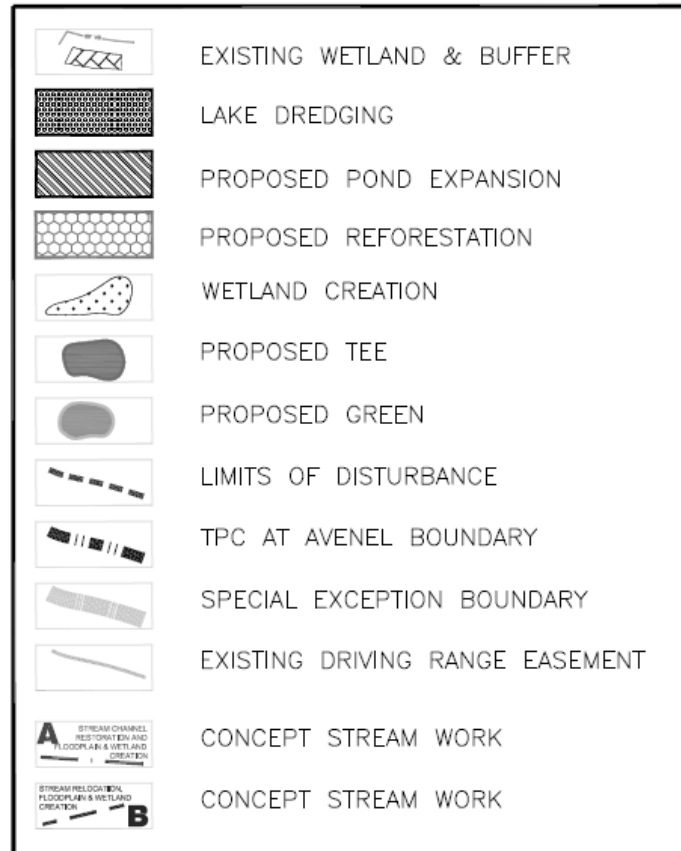 EXISTING WETLAND & BUFFER
LAKE DREDGING
PROPOSED POND EXPANSION
PROPOSED REFORESTATION
WETLAND CREATION
PROPOSED TEE
PROPOSED GREEN
LIMITS OF DISTURBANCE
TPC AT AVENEL BOUNDARY
SPECIAL EXCEPTION BOUNDARY
EXISTING DRIVING RANGE EASEMENT
A
STREAM CHANNEL
RESTORATION AND
FLOODPLAIN & WETLAND
CREATION
CONCEPT STREAM WORK
STREAM RELOCATION,
FLOODPLAIN & WETLAND
CREATION
B
CONCEPT STREAM WORK